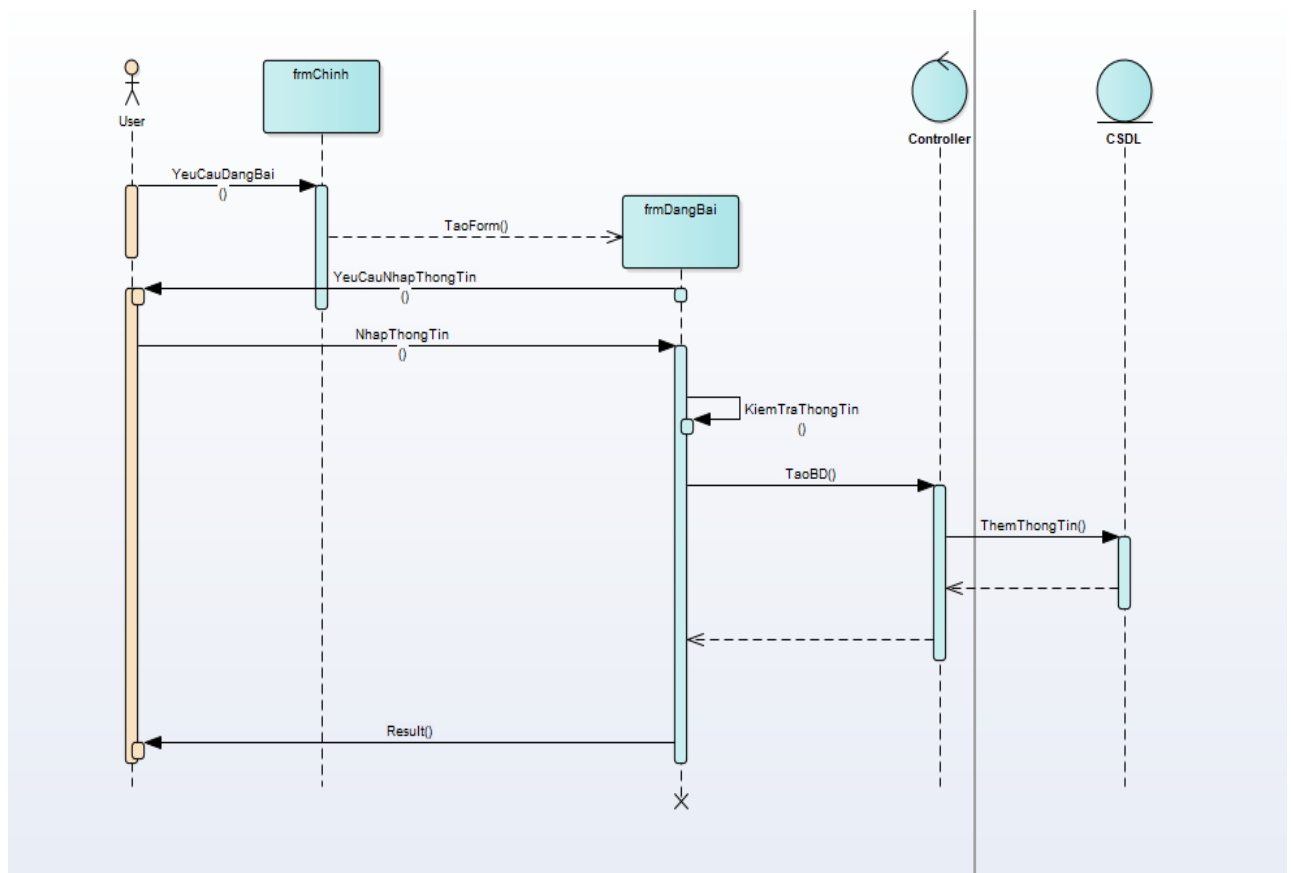 User
frmChinh
Controller
CSDL
YeuCauDangBai
()
frmDangBai
TaoForm()
YeuCauNhapThongTin
()
NhapThongTin
()
KiemTraThongTin
()
TaoBD()
ThemThongTin()
Result()